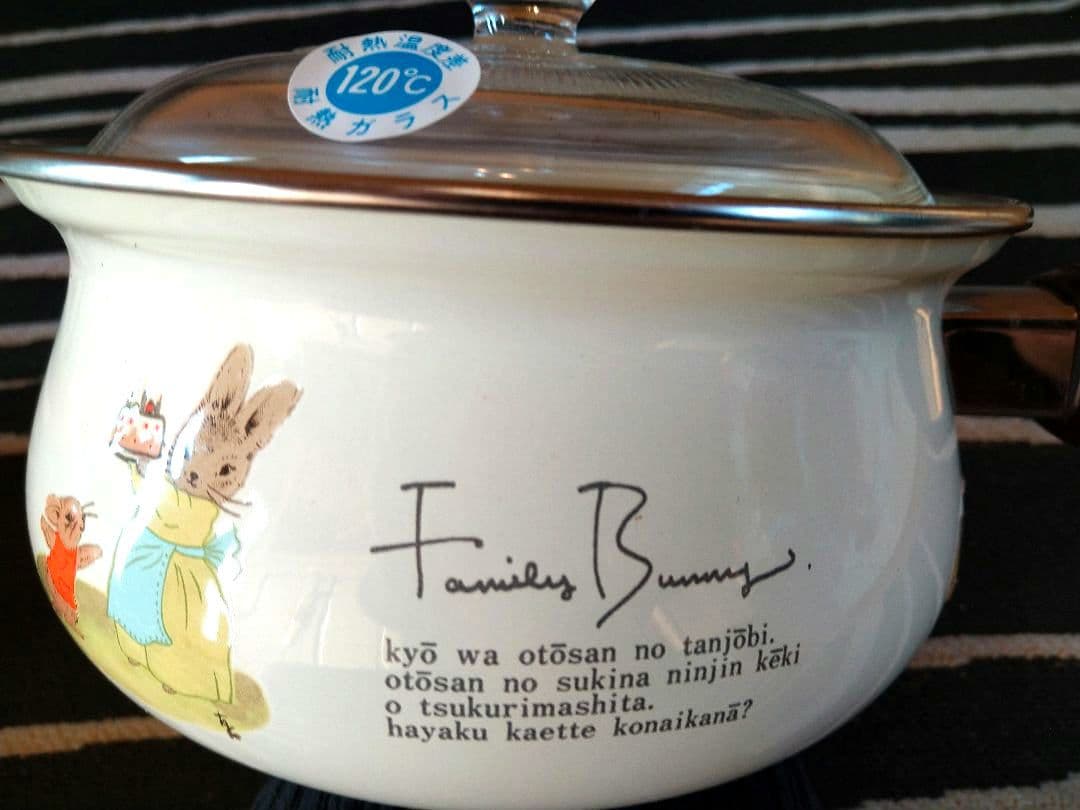 耐熱温度差
120℃
耐熱ガラス
Family Bunny.
kyō wa otōsan no tanjōbi.
otōsan no sukina ninjin kēki
o tsukurimashita.
hayaku kaette konaikanā?